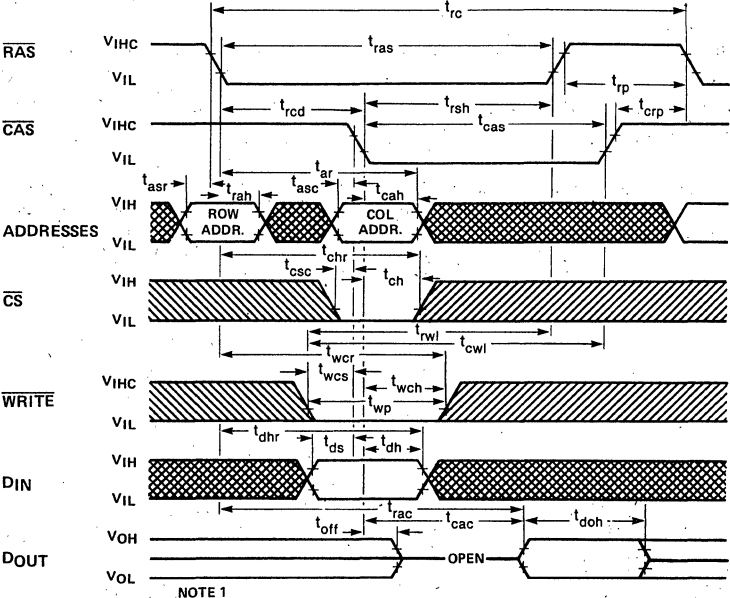 trc
RAS
VIHC
VIL
tras
trp
trcd
trsh
tcrp
CAS
VIHC
VIL
tcas
tar
tasr
trah
tasc
tcah
ADDRESSES
VIH
VIL
ROW
ADDR.
COL
ADDR.
tchr
tcsc
tch
CS
VIH
VIL
trwl
tcwl
twcr
twcs
twch
WRITE
VIHC
VIL
twp
tdhr
tds
tdh
DIN
VIH
VIL
trac
tcac
toff
tdoh
DOUT
VOH
VOL
OPEN
NOTE 1